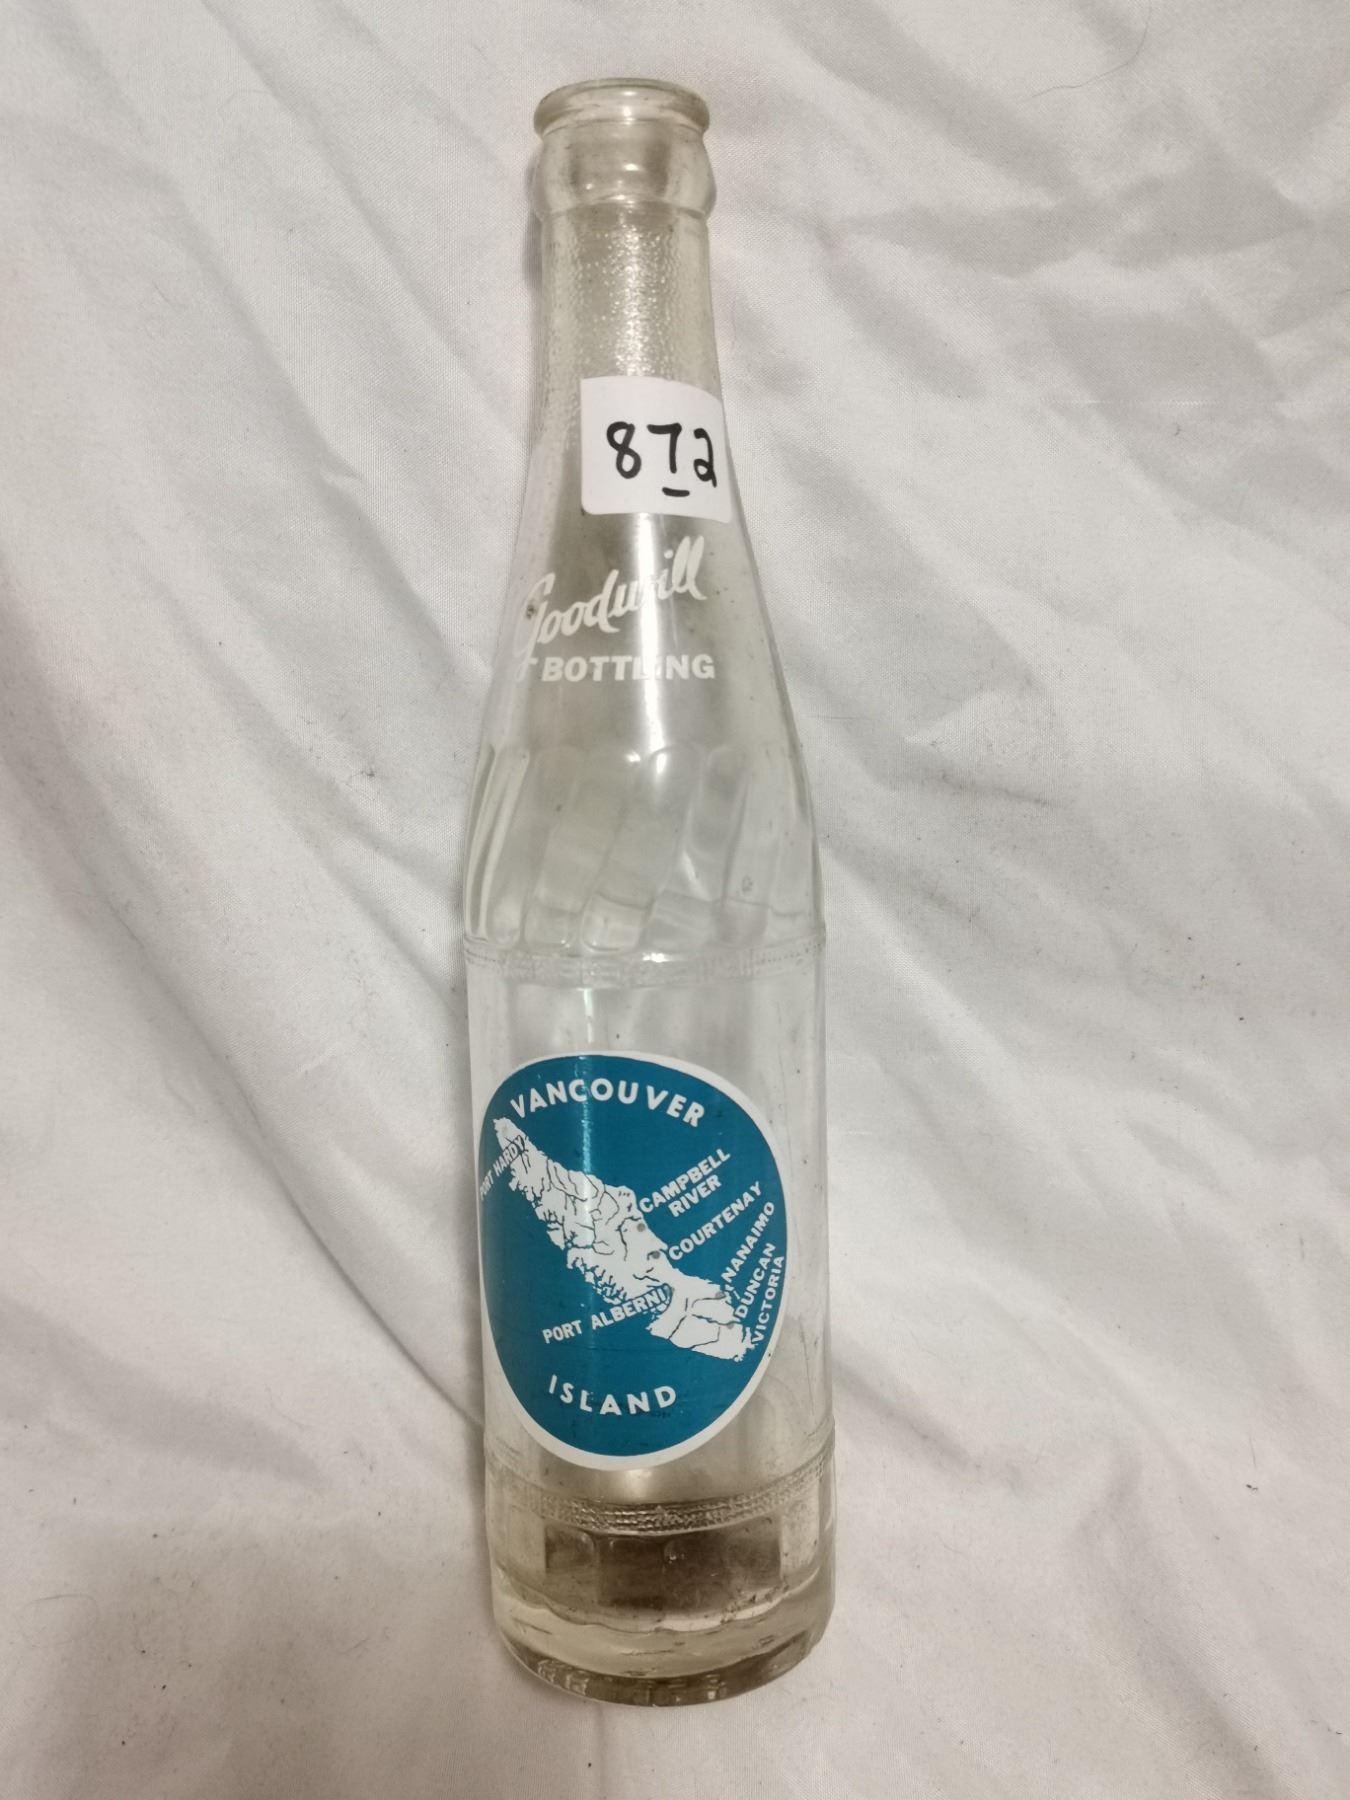 872
Goodwill
BOTTLING
VANCOUVER
PORT HARDY
CAMPBELL
RIVER
COURTENAY
NANAIMO
DUNCAN
VICTORIA
PORT ALBERNI
ISLAND